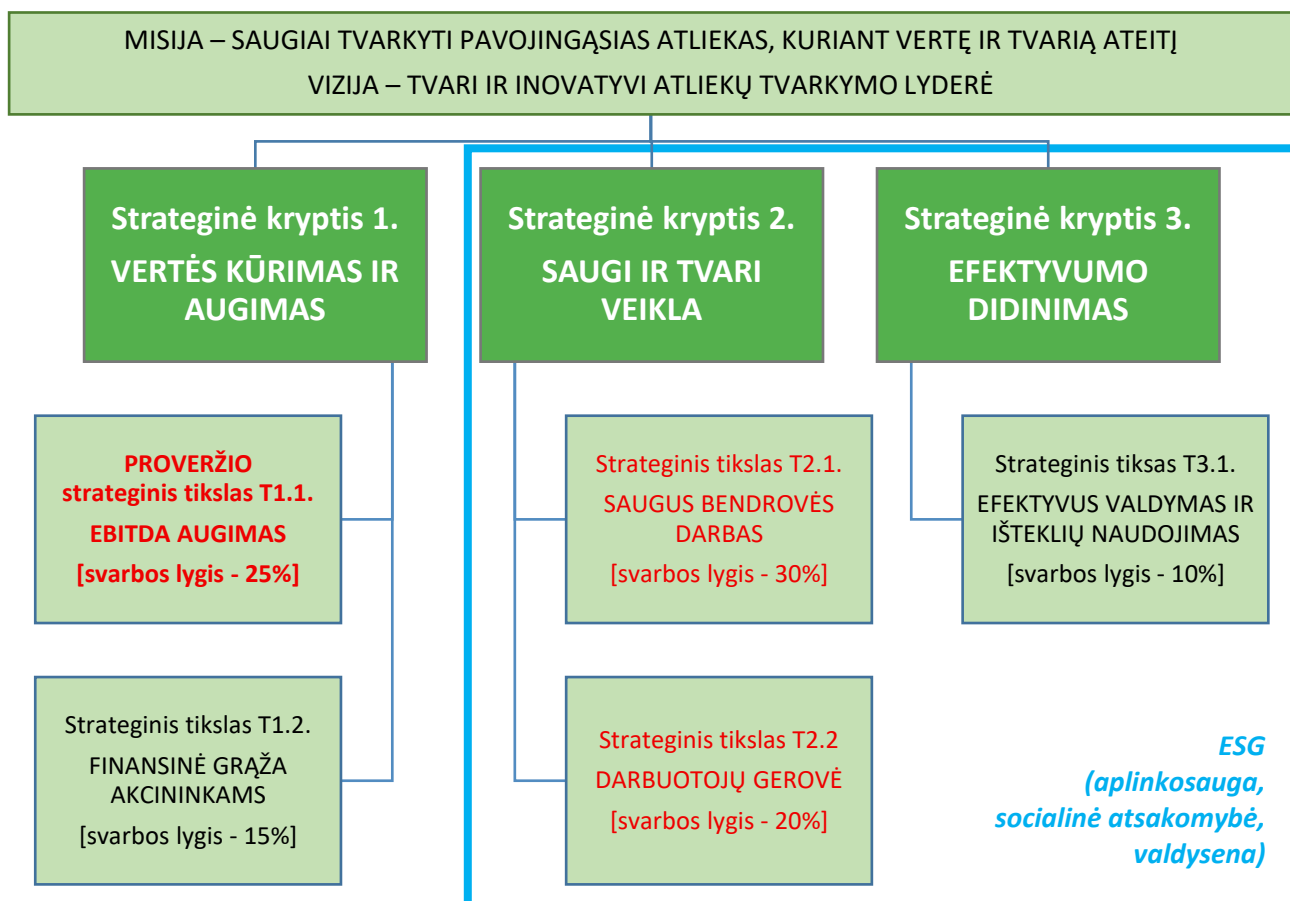 MISIJA – SAUGIAI TVARKYTI PAVOJINGĄSIAS ATLIEKAS, KURIANT VERTĘ IR TVARIĄ ATEITĮ
VIZIJA – TVARI IR INOVATYVI ATLIEKŲ TVARKYMO LYDERĖ
Strateginė kryptis 1.
VERTĖS KŪRIMAS IR
AUGIMAS
PROVERŽIO
strateginis tikslas T1.1.
EBITDA AUGIMAS
[svarbos lygis - 25%]
Strateginis tikslas T1.2.
FINANSINĖ GRĄŽA
AKCININKAMS
[svarbos lygis - 15%]
Strateginė kryptis 2.
SAUGI IR TVARI
VEIKLA
Strateginis tikslas T2.1.
SAUGUS BENDROVĖS
DARBAS
[svarbos lygis - 30%]
Strateginis tikslas T2.2
DARBUOTOJŲ GEROVĖ
[svarbos lygis - 20%]
Strateginė kryptis 3.
EFEKTYVUMO
DIDINIMAS
Strateginis tiksas T3.1.
EFEKTYVUS VALDYMAS IR
IŠTEKLIŲ NAUDOJIMAS
[svarbos lygis - 10%]
ESG
(aplinkosauga,
socialinė atsakomybė,
valdysena)